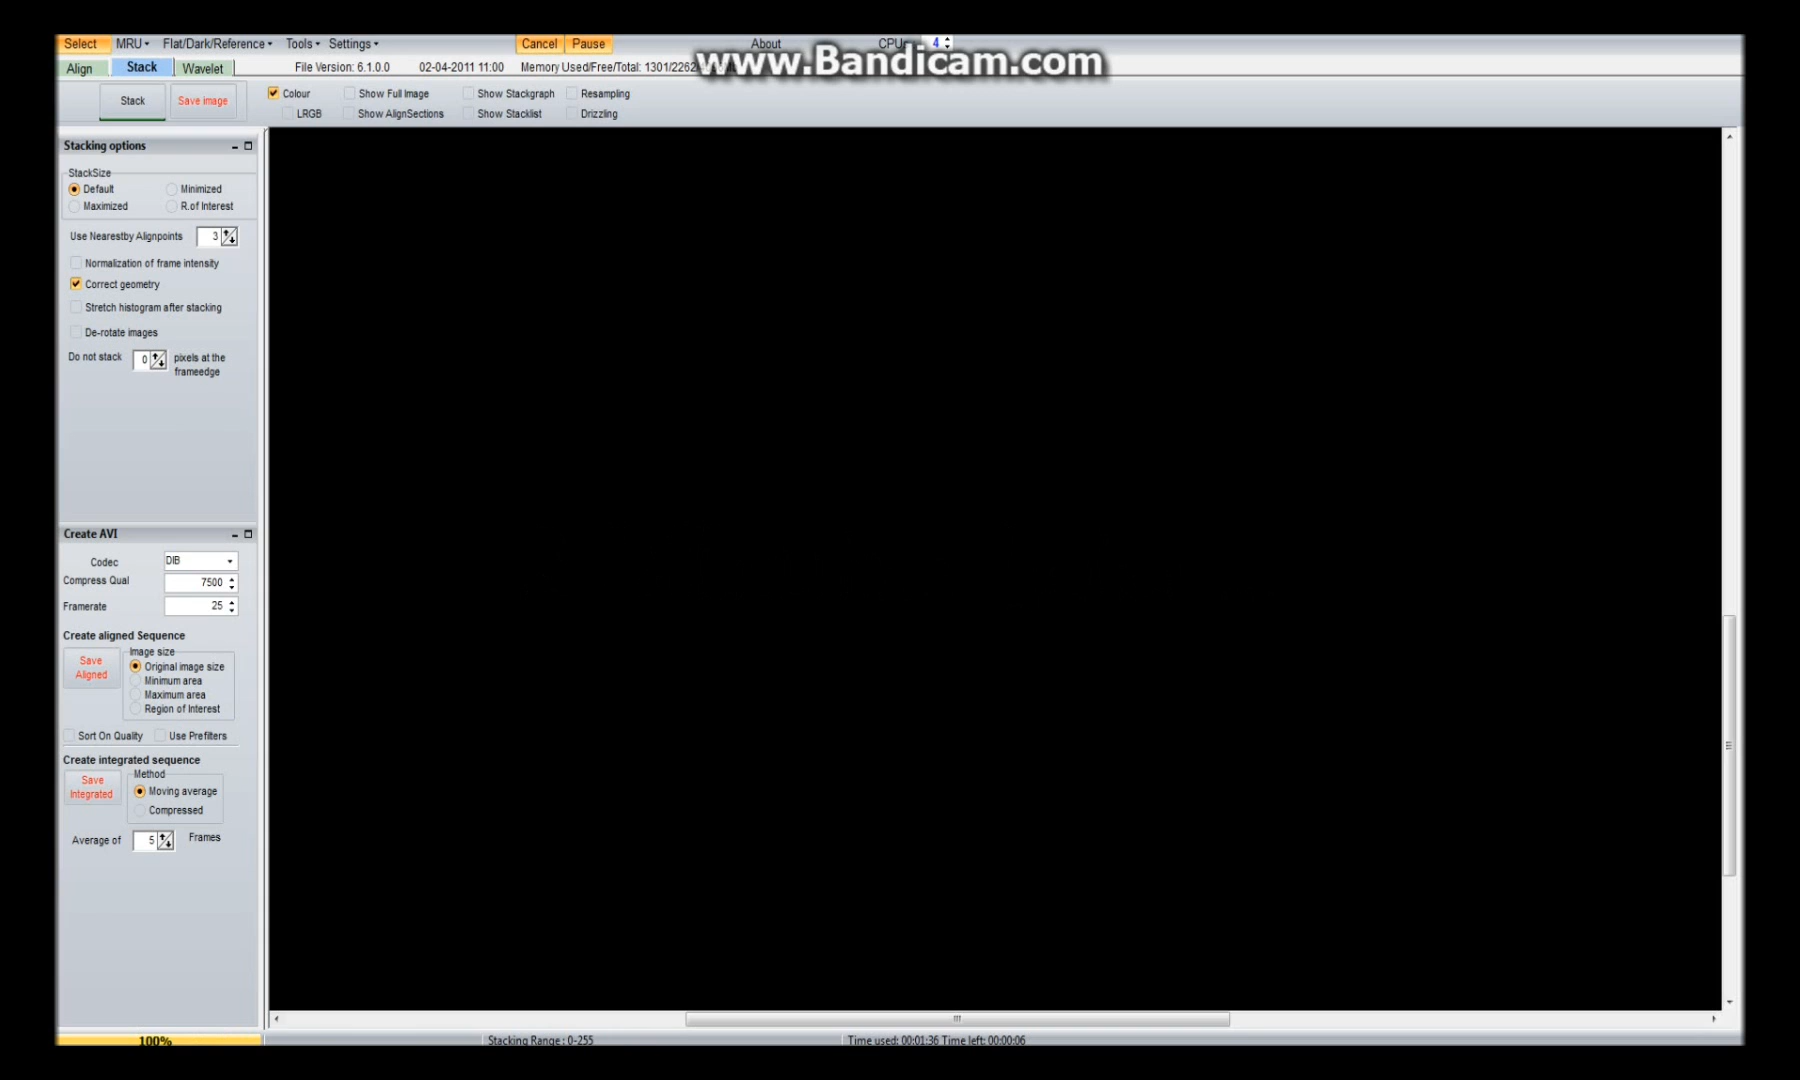 Select MRU Flat/Dark/Reference Tools Settings Cancel Pause About CPUs 4
www.Bandicam.com
Align Stack Wavelet File Version: 6.1.0.0 02-04-2011 11:00 Memory Used/Free/Total: 1301/2262
Stack Save image Colour Show Full Image Show Stackgraph Resampling
LRGB Show AlignSections Show Stacklist Drizzling
Stacking options
StackSize
Default Minimized
Maximized R.of Interest
Use Nearestby Alignpoints 3
Normalization of frame intensity
Correct geometry
Stretch histogram after stacking
De-rotate images
Do not stack 0 pixels at the
frameedge
Create AVI
Codec DIB
Compress Qual 7500
Framerate 25
Create aligned Sequence
Image size
Save Aligned
Original image size
Minimum area
Maximum area
Region of Interest
Sort On Quality Use Prefilters
Create integrated sequence
Method
Save Integrated
Moving average
Compressed
Average of 5 Frames
100% Stacking Range : 0-255 Time used: 00:01:36 Time left: 00:00:06